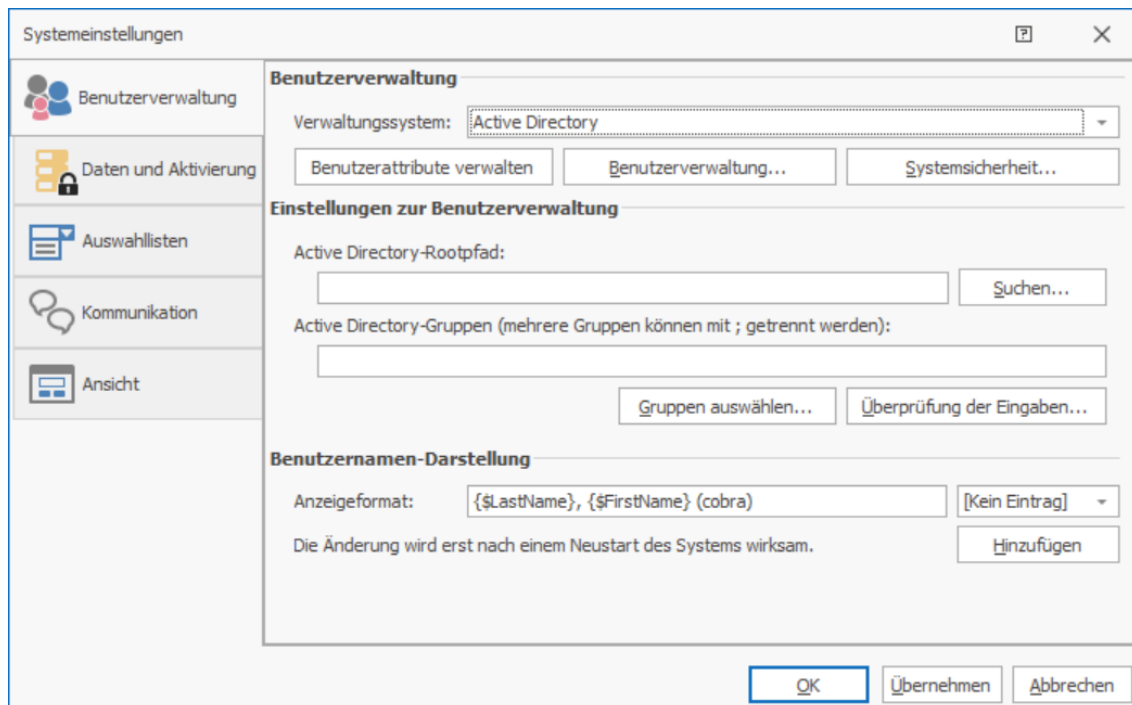 Systemeinstellungen
Benutzerverwaltung
Daten und Aktivierung
Auswahllisten
Kommunikation
Ansicht
Benutzerverwaltung
Verwaltungssystem: Active Directory
Benutzerattribute verwalten Benutzerverwaltung... Systemsicherheit...
Einstellungen zur Benutzerverwaltung
Active Directory-Rootpfad:
Suchen...
Active Directory-Gruppen (mehrere Gruppen können mit ; getrennt werden):
Gruppen auswählen... Überprüfung der Eingaben...
Benutzernamen-Darstellung
Anzeigeformat: {$LastName}, {$FirstName} (cobra) [Kein Eintrag]
Die Änderung wird erst nach einem Neustart des Systems wirksam. Hinzufügen
OK Übernehmen Abbrechen